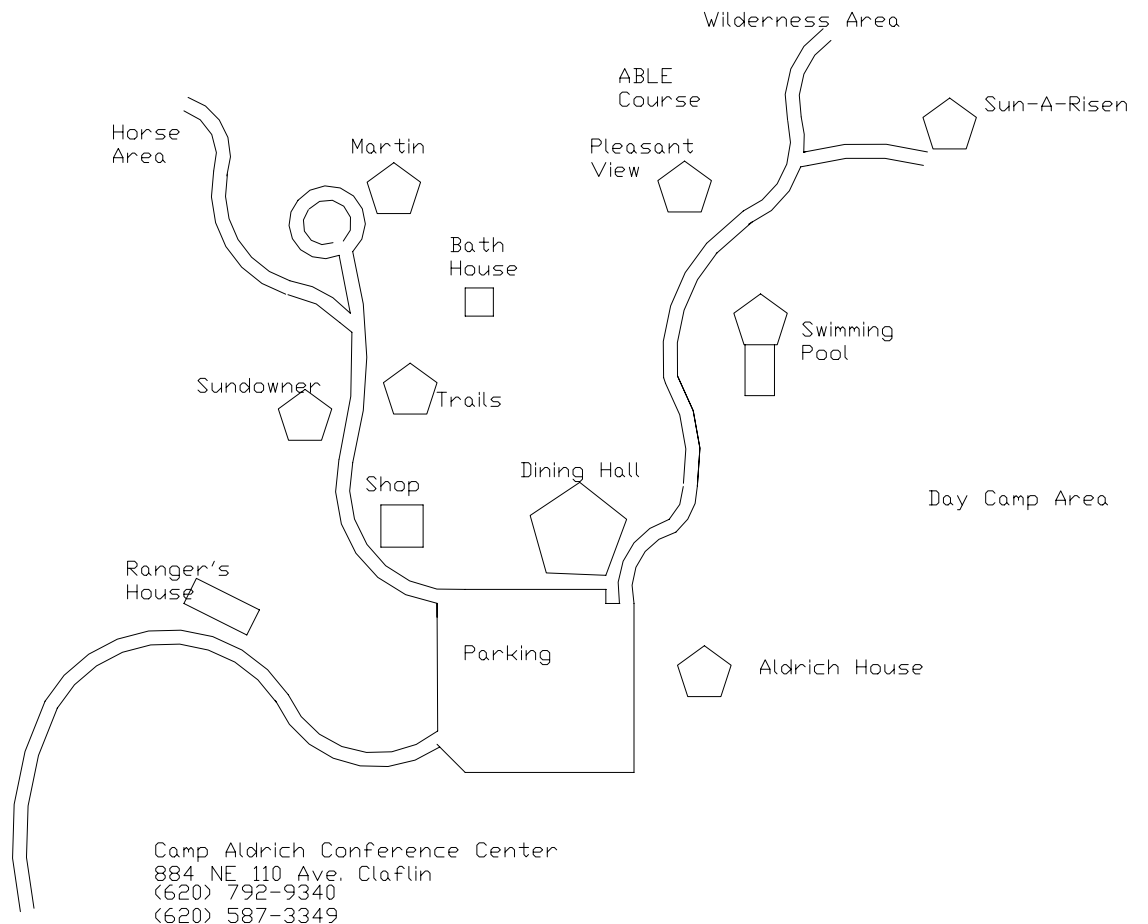 Wilderness Area
ABLE
Course
Sun-A-Risen
Horse
Area
Martin
Pleasant
View
Bath
House
Swimming
Pool
Sundowner
Trails
Dining Hall
Shop
Day Camp Area
Ranger's
House
Parking
Aldrich House
Camp Aldrich Conference Center
884 NE 110 Ave. Claflin
(620) 792-9340
(620) 587-3349